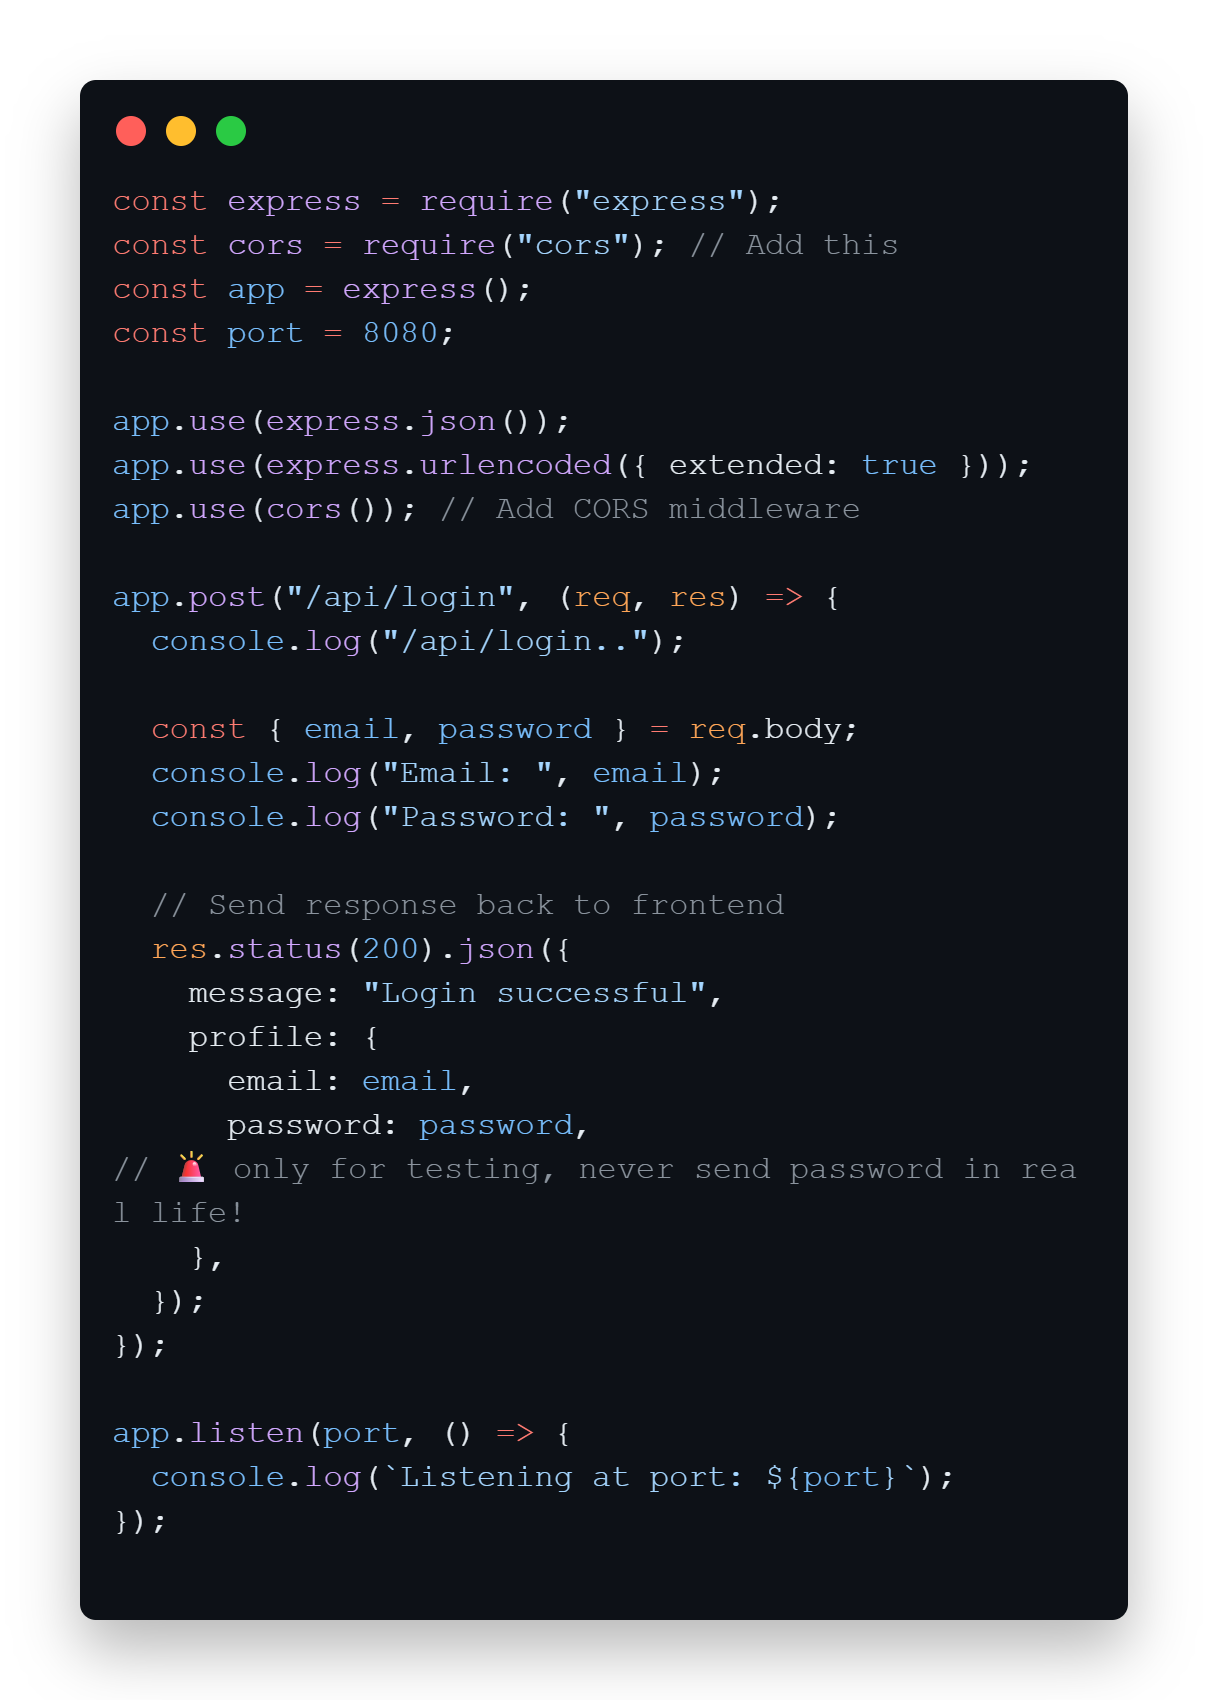 const express = require("express");
const cors = require("cors"); // Add this
const app = express();
const port = 8080;

app.use(express.json());
app.use(express.urlencoded({ extended: true }));
app.use(cors()); // Add CORS middleware

app.post("/api/login", (req, res) => {
  console.log("/api/login..");

  const { email, password } = req.body;
  console.log("Email: ", email);
  console.log("Password: ", password);

  // Send response back to frontend
  res.status(200).json({
    message: "Login successful",
    profile: {
      email: email,
      password: password,
// 🚨 only for testing, never send password in rea
l life!
    },
  });
});

app.listen(port, () => {
  console.log(`Listening at port: ${port}`);
});